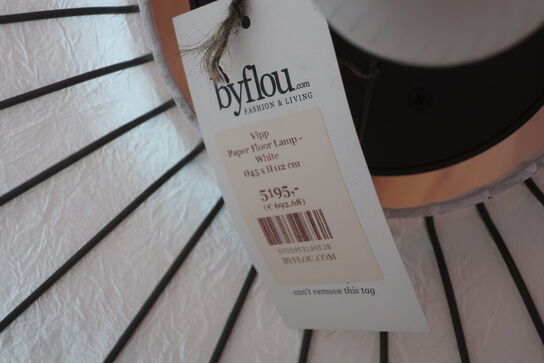 byflou.com
FASHION & LIVING
Vipp
Paper Floor Lamp -
White
Ø45 x H112 cm
5195,-
(€ 692.68)
BYFLOU.COM
can't remove this tag